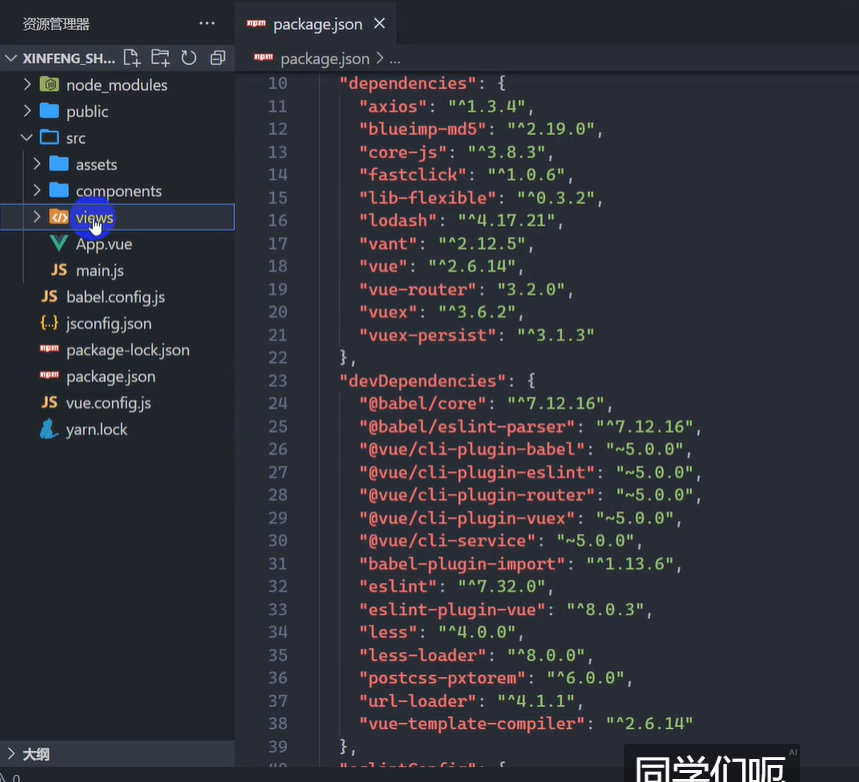 资源管理器
···
package.json
XINFENG_SH...
package.json > ...
node_modules
public
src
assets
components
views
App.vue
JS main.js
JS babel.config.js
{..} jsconfig.json
npm package-lock.json
npm package.json
JS vue.config.js
yarn.lock
大纲
10 "dependencies": {
11 "axios": "^1.3.4",
12 "blueimp-md5": "^2.19.0",
13 "core-js": "^3.8.3",
14 "fastclick": "^1.0.6",
15 "lib-flexible": "^0.3.2",
16 "lodash": "^4.17.21",
17 "vant": "^2.12.5",
18 "vue": "^2.6.14",
19 "vue-router": "3.2.0",
20 "vuex": "^3.6.2",
21 "vuex-persist": "^3.1.3"
22 },
23 "devDependencies": {
24 "@babel/core": "^7.12.16",
25 "@babel/eslint-parser": "^7.12.16",
26 "@vue/cli-plugin-babel": "~5.0.0",
27 "@vue/cli-plugin-eslint": "~5.0.0",
28 "@vue/cli-plugin-router": "~5.0.0",
29 "@vue/cli-plugin-vuex": "~5.0.0",
30 "@vue/cli-service": "~5.0.0",
31 "babel-plugin-import": "^1.13.6",
32 "eslint": "^7.32.0",
33 "eslint-plugin-vue": "^8.0.3",
34 "less": "^4.0.0",
35 "less-loader": "^8.0.0",
36 "postcss-pxtorem": "^6.0.0",
37 "url-loader": "^4.1.1",
38 "vue-template-compiler": "^2.6.14"
39 },
同学们呃
AI